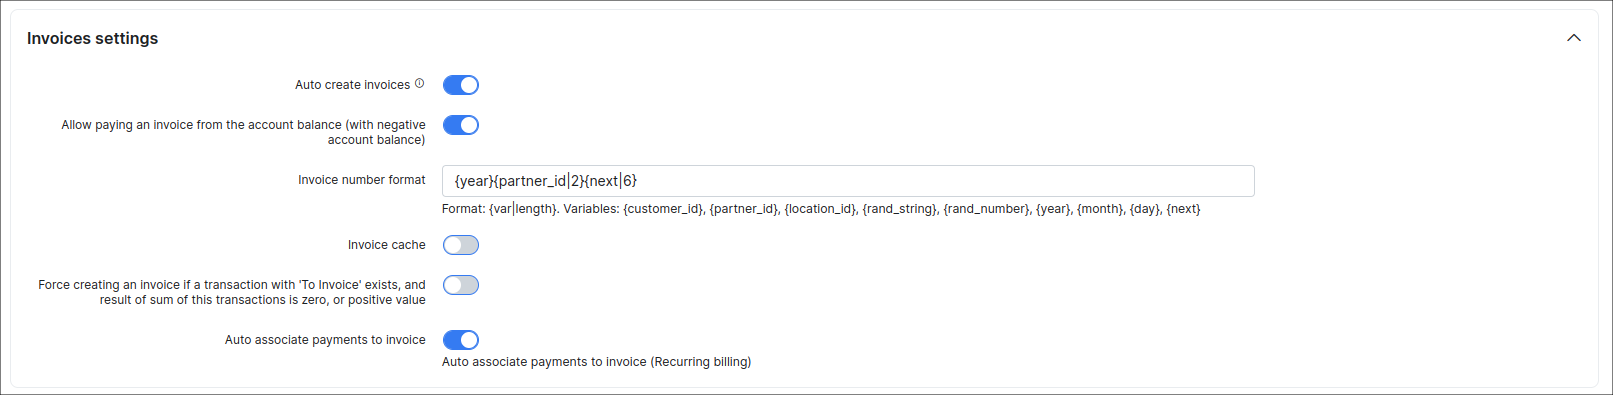 Invoices settings
Auto create invoices
Allow paying an invoice from the account balance (with negative
account balance)
Invoice number format
{year}{partner_id|2}{next|6}
Format: {var|length}. Variables: {customer_id}, {partner_id}, {location_id}, {rand_string}, {rand_number}, {year}, {month}, {day}, {next}
Invoice cache
Force creating an invoice if a transaction with 'To Invoice' exists, and
result of sum of this transactions is zero, or positive value
Auto associate payments to invoice
Auto associate payments to invoice (Recurring billing)